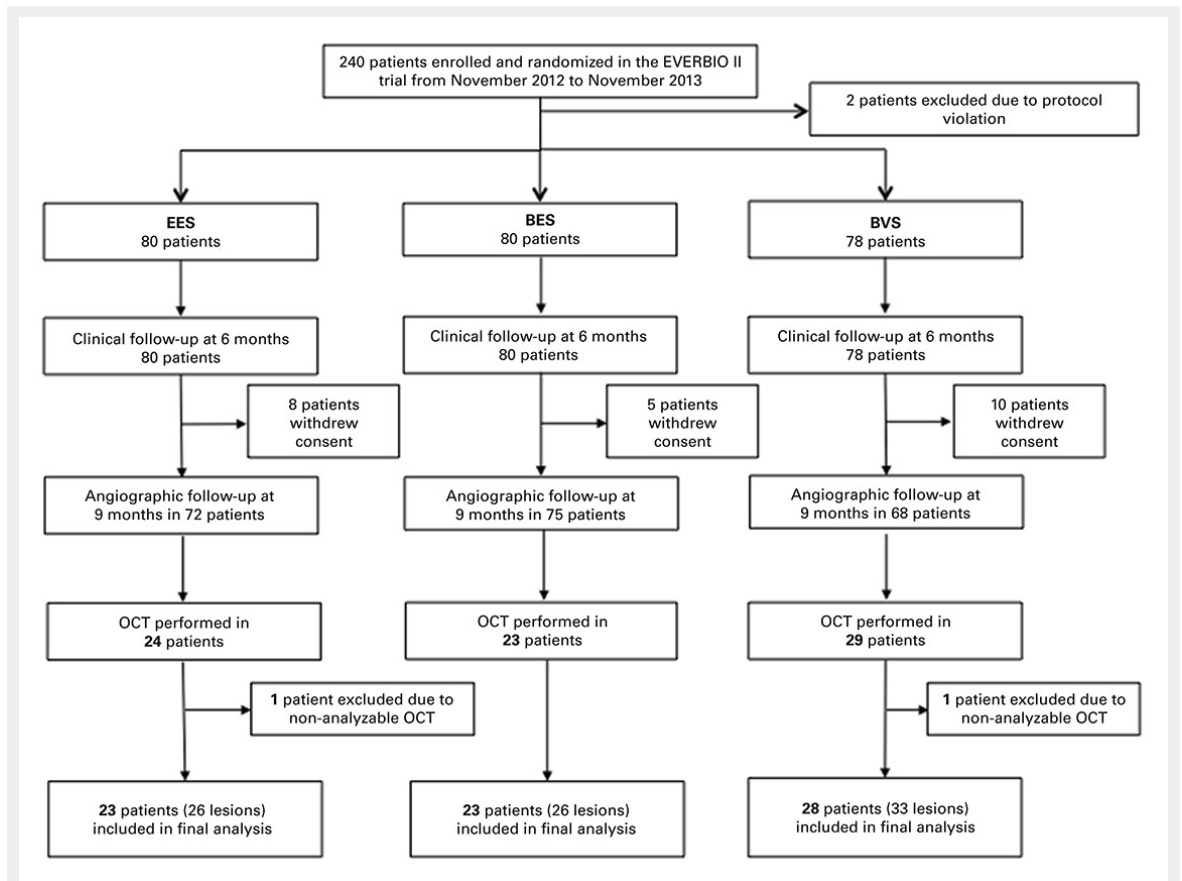 240 patients enrolled and randomized in the EVERBIO II
trial from November 2012 to November 2013
2 patients excluded due to protocol
violation
EES
80 patients
BES
80 patients
BVS
78 patients
Clinical follow-up at 6 months
80 patients
Clinical follow-up at 6 months
80 patients
Clinical follow-up at 6 months
78 patients
8 patients
withdrew
consent
5 patients
withdrew
consent
10 patients
withdrew
consent
Angiographic follow-up at
9 months in 72 patients
Angiographic follow-up at
9 months in 75 patients
Angiographic follow-up at
9 months in 68 patients
OCT performed in
24 patients
OCT performed in
23 patients
OCT performed in
29 patients
1 patient excluded due to
non-analyzable OCT
1 patient excluded due to
non-analyzable OCT
23 patients (26 lesions)
included in final analysis
23 patients (26 lesions)
included in final analysis
28 patients (33 lesions)
included in final analysis